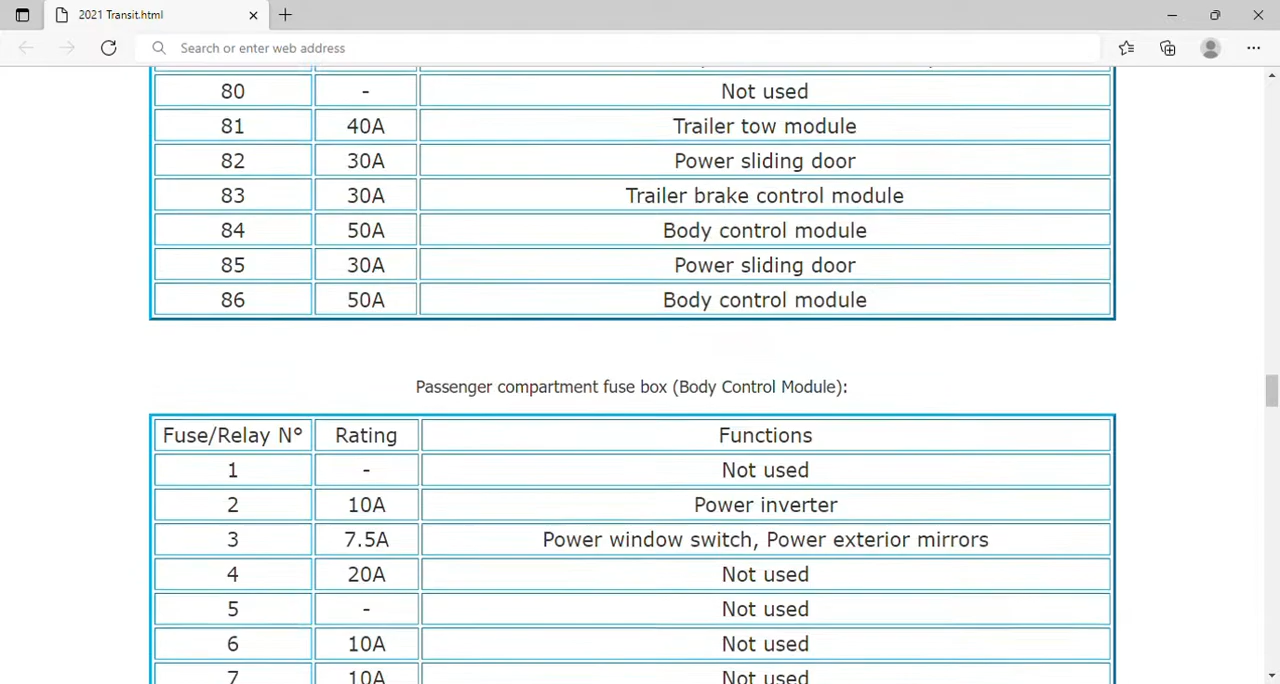 2021 Transit.html
Search or enter web address
80 - Not used
81 40A Trailer tow module
82 30A Power sliding door
83 30A Trailer brake control module
84 50A Body control module
85 30A Power sliding door
86 50A Body control module
Passenger compartment fuse box (Body Control Module):
Fuse/Relay N° Rating Functions
1 - Not used
2 10A Power inverter
3 7.5A Power window switch, Power exterior mirrors
4 20A Not used
5 - Not used
6 10A Not used
7 10A Not used